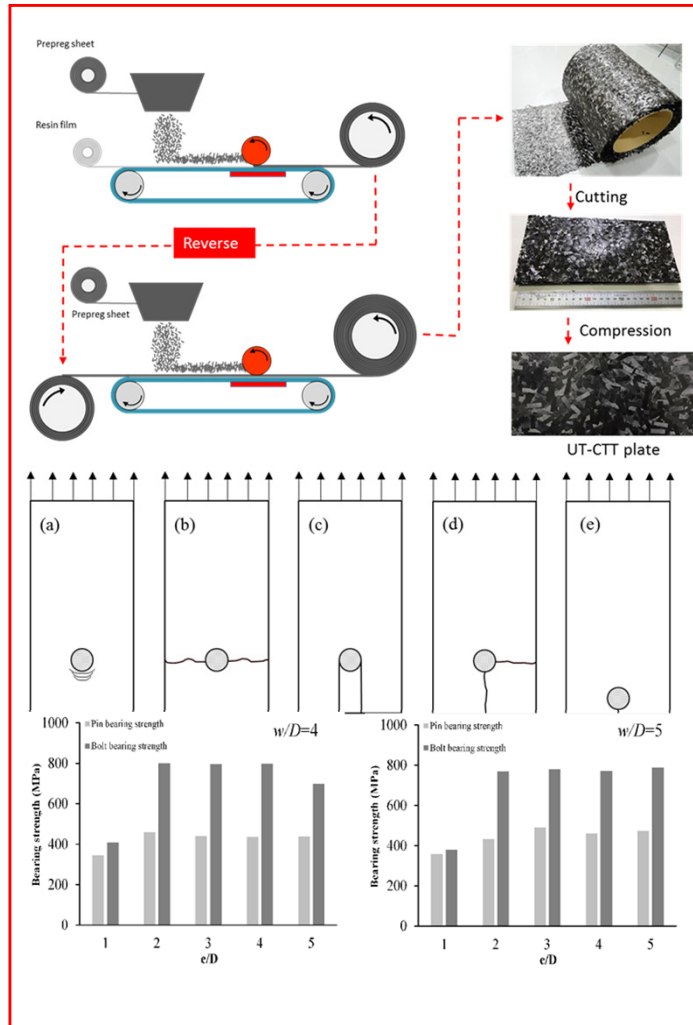 Prepreg sheet
Resin film
Reverse
Prepreg sheet
Cutting
Compression
UT-CTT plate
(a)
(b)
(c)
(d)
(e)
w/D=4
Pin bearing strength
Bolt bearing strength
Bearing strength (MPa)
1000
800
600
400
200
0
1 2 3 4 5
e/D
w/D=5
Pin bearing strength
Bolt bearing strength
Bearing strength (MPa)
1000
800
600
400
200
0
1 2 3 4 5
e/D